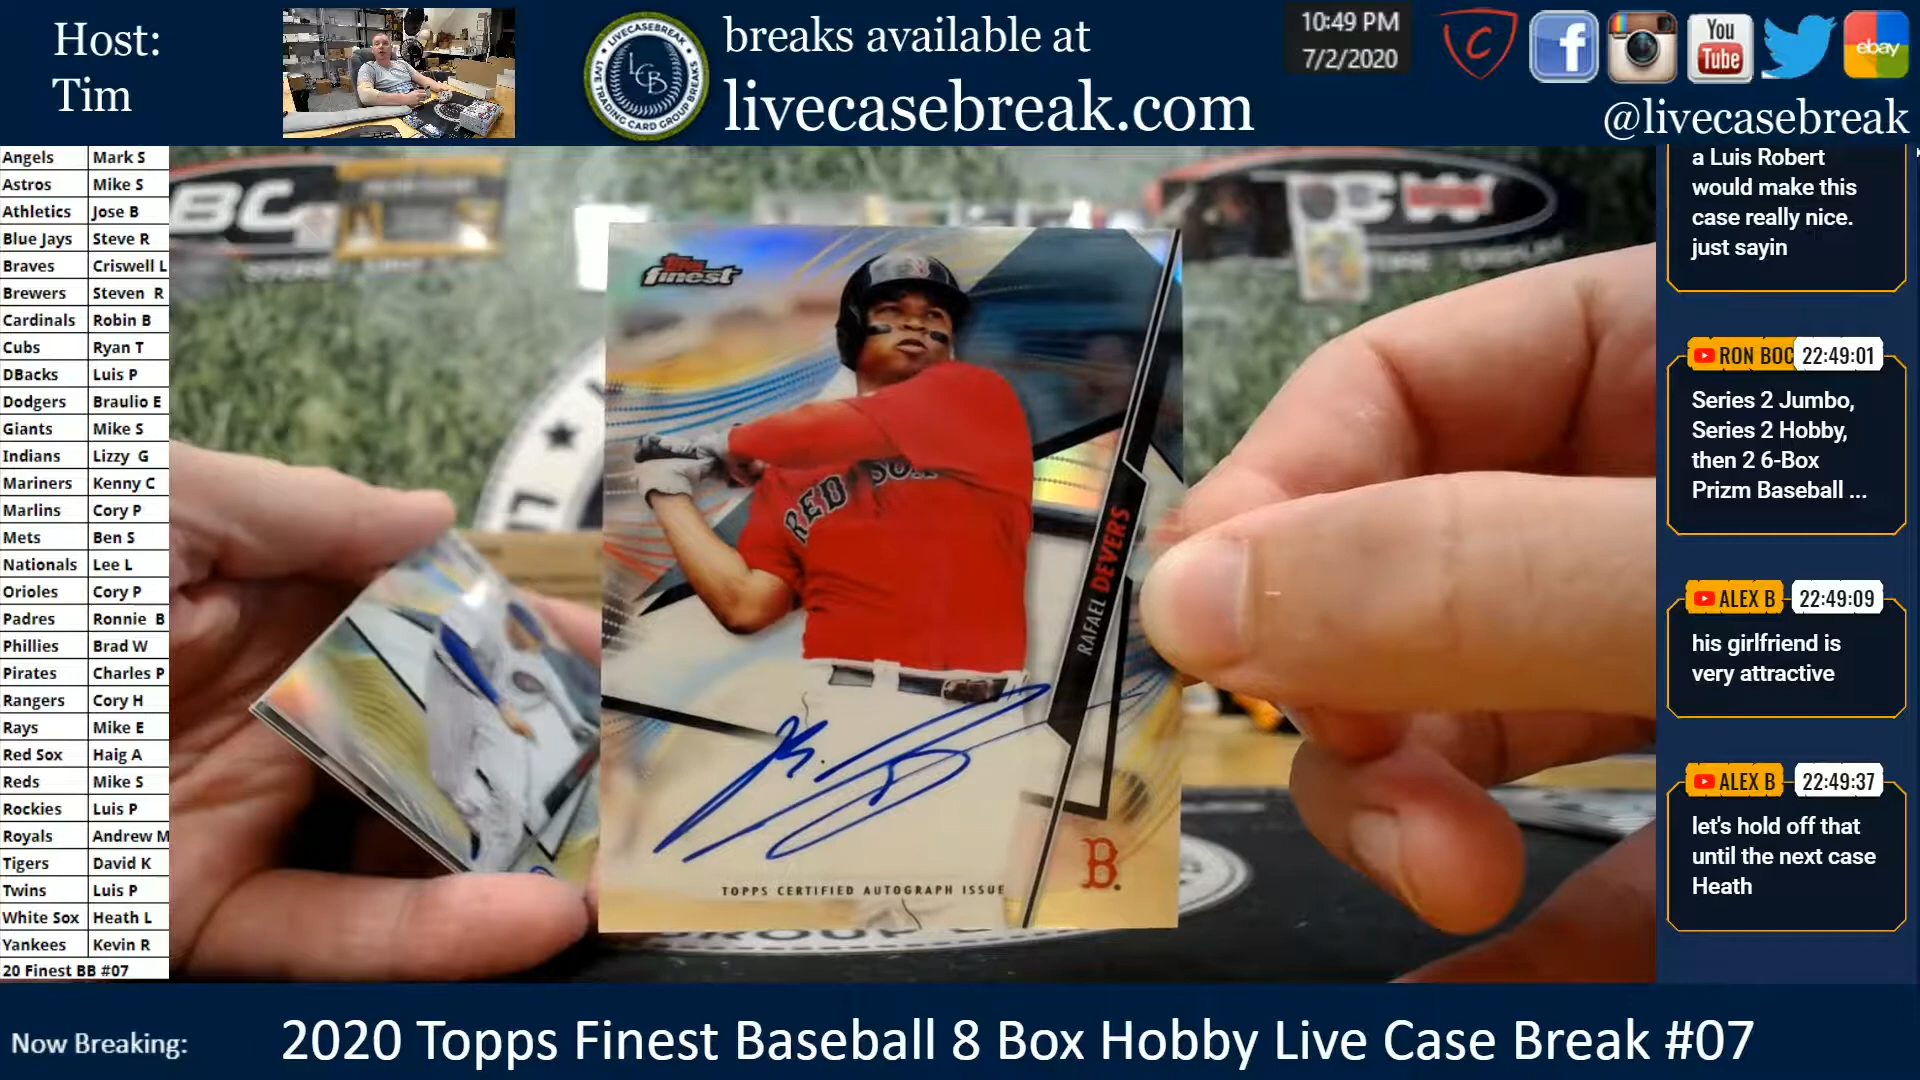 Host:
Tim
LIVECASEBREAK
LIVE TRADING CARD GROUP BREAKS
LCB
breaks available at
livecasebreak.com
10:49 PM
7/2/2020
C
f
You
Tube
ebay
@livecasebreak
Angels Mark S
Astros Mike S
Athletics Jose B
Blue Jays Steve R
Braves Criswell L
Brewers Steven R
Cardinals Robin B
Cubs Ryan T
DBacks Luis P
Dodgers Braulio E
Giants Mike S
Indians Lizzy G
Mariners Kenny C
Marlins Cory P
Mets Ben S
Nationals Lee L
Orioles Cory P
Padres Ronnie B
Phillies Brad W
Pirates Charles P
Rangers Cory H
Rays Mike E
Red Sox Haig A
Reds Mike S
Rockies Luis P
Royals Andrew M
Tigers David K
Twins Luis P
White Sox Heath L
Yankees Kevin R
20 Finest BB #07
Topps
finest
RED SOX
RAFAEL DEVERS
B
TOPPS CERTIFIED AUTOGRAPH ISSUE
a Luis Robert
would make this
case really nice.
just sayin
RON BOC 22:49:01
Series 2 Jumbo,
Series 2 Hobby,
then 2 6-Box
Prizm Baseball ...
ALEX B 22:49:09
his girlfriend is
very attractive
ALEX B 22:49:37
let's hold off that
until the next case
Heath
Now Breaking:
2020 Topps Finest Baseball 8 Box Hobby Live Case Break #07